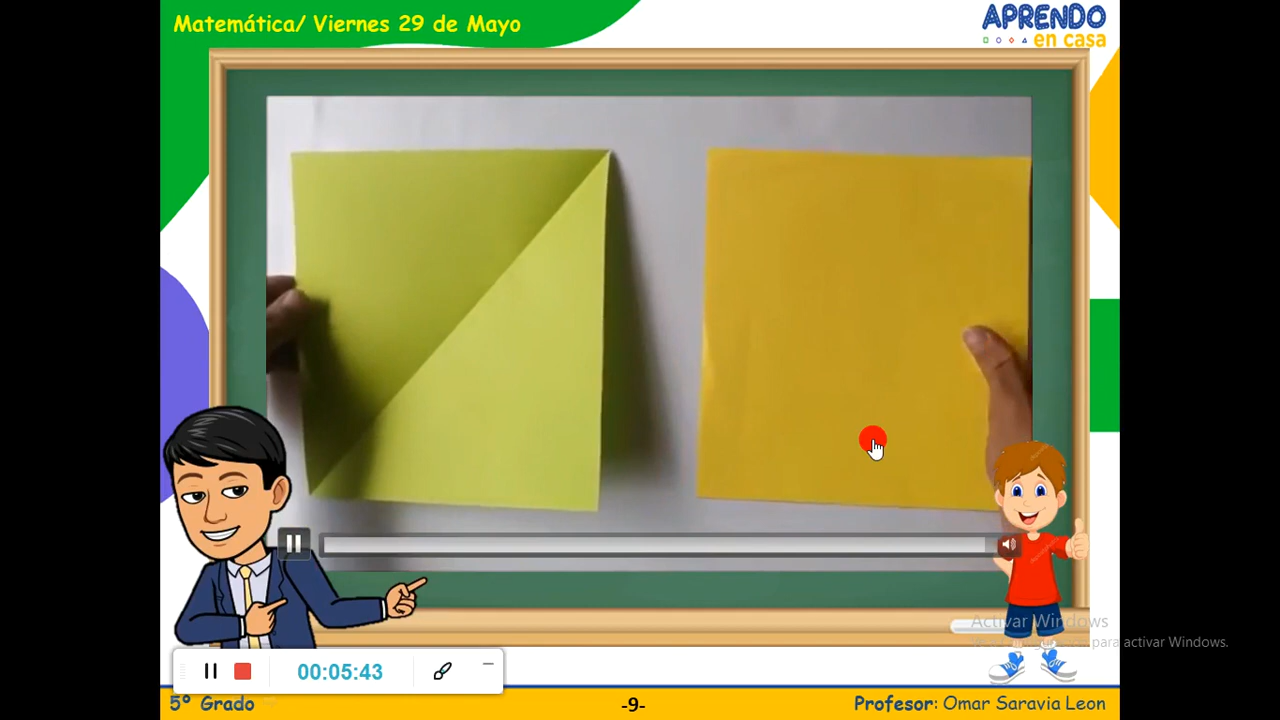 Matemática/ Viernes 29 de Mayo
APRENDO
en casa
Activar Windows
para activar Windows.
00:05:43
5º Grado
-9-
Profesor: Omar Saravia Leon